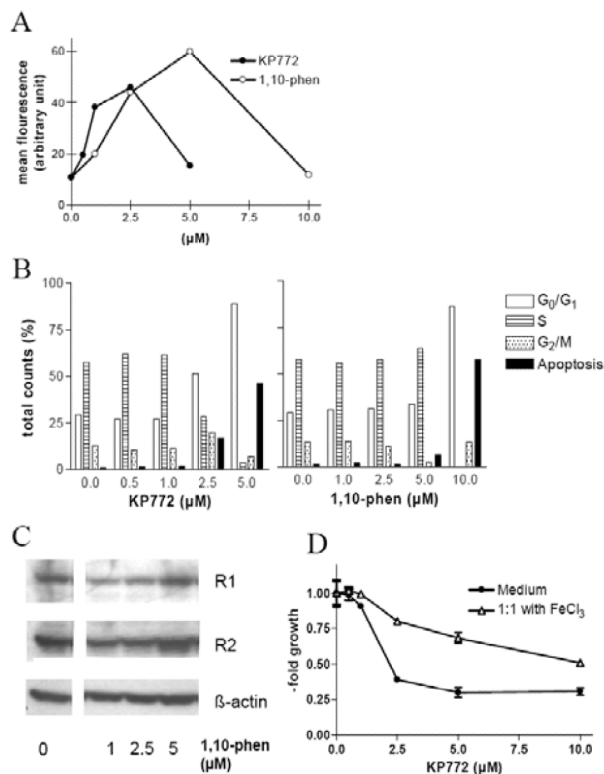 A
mean flourescence
(arbitrary unit)
60
40
20
0
0.0 2.5 5.0 7.5 10.0
(µM)
KP772
1,10-phen
B
total counts (%)
100
75
50
25
0
0.0 0.5 1.0 2.5 5.0
KP772 (µM)
0.0 1.0 2.5 5.0 10.0
1,10-phen (µM)
G₀/G₁
S
G₂/M
Apoptosis
C
R1
R2
ß-actin
0 1 2.5 5 1,10-phen
(µM)
D
-fold growth
1.00
0.75
0.50
0.25
0
0.0 2.5 5.0 7.5 10.0
KP772 (µM)
Medium
1:1 with FeCl₃